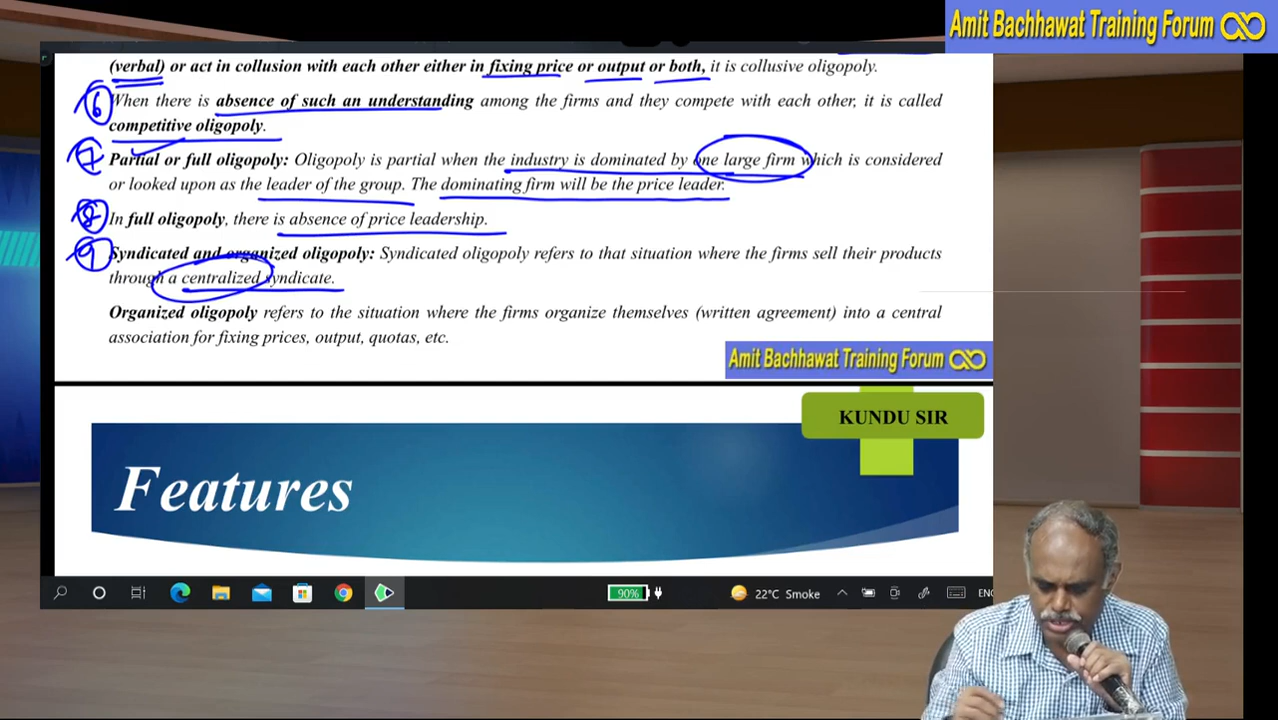 Amit Bachhawat Training Forum
(verbal) or act in collusion with each other either in fixing price or output or both, it is collusive oligopoly.
6 When there is absence of such an understanding among the firms and they compete with each other, it is called
competitive oligopoly.
7 Partial or full oligopoly: Oligopoly is partial when the industry is dominated by one large firm which is considered
or looked upon as the leader of the group. The dominating firm will be the price leader.
8 In full oligopoly, there is absence of price leadership.
9 Syndicated and organized oligopoly: Syndicated oligopoly refers to that situation where the firms sell their products
through a centralized syndicate.
Organized oligopoly refers to the situation where the firms organize themselves (written agreement) into a central
association for fixing prices, output, quotas, etc.
Amit Bachhawat Training Forum
KUNDU SIR
Features
90% 22°C Smoke ENG